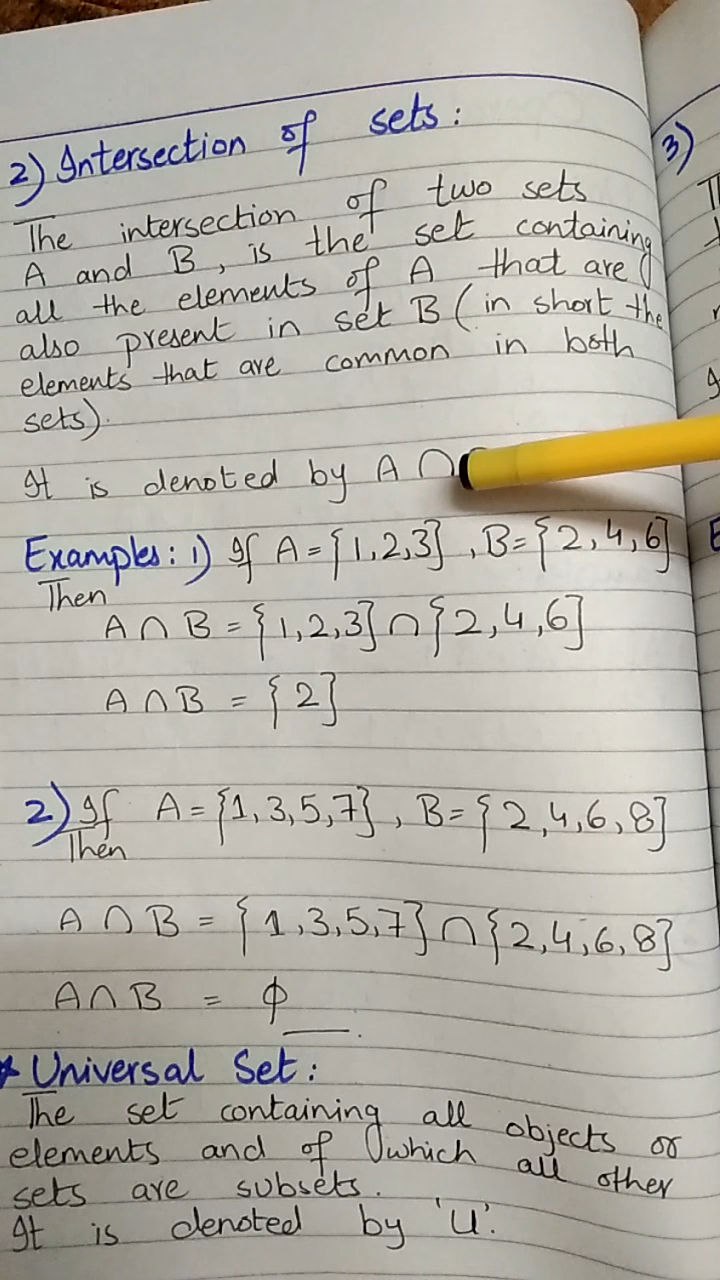 2) Intersection of sets:
The intersection of two sets
A and B, is the set containing
all the elements of A that are
also present in set B (in short the
elements that are common in both
sets).
It is denoted by A ∩
Examples: 1) If A = {1,2,3}, B= {2,4,6}
Then
A ∩ B = {1,2,3} ∩ {2,4,6}
A ∩ B = {2}
2) If A = {1,3,5,7}, B= {2,4,6,8}
Then
A ∩ B = {1,3,5,7} ∩ {2,4,6,8}
A ∩ B = ϕ
* Universal Set:
The set containing all objects or
elements and of which all other
sets are subsets.
It is denoted by 'U'.
3)